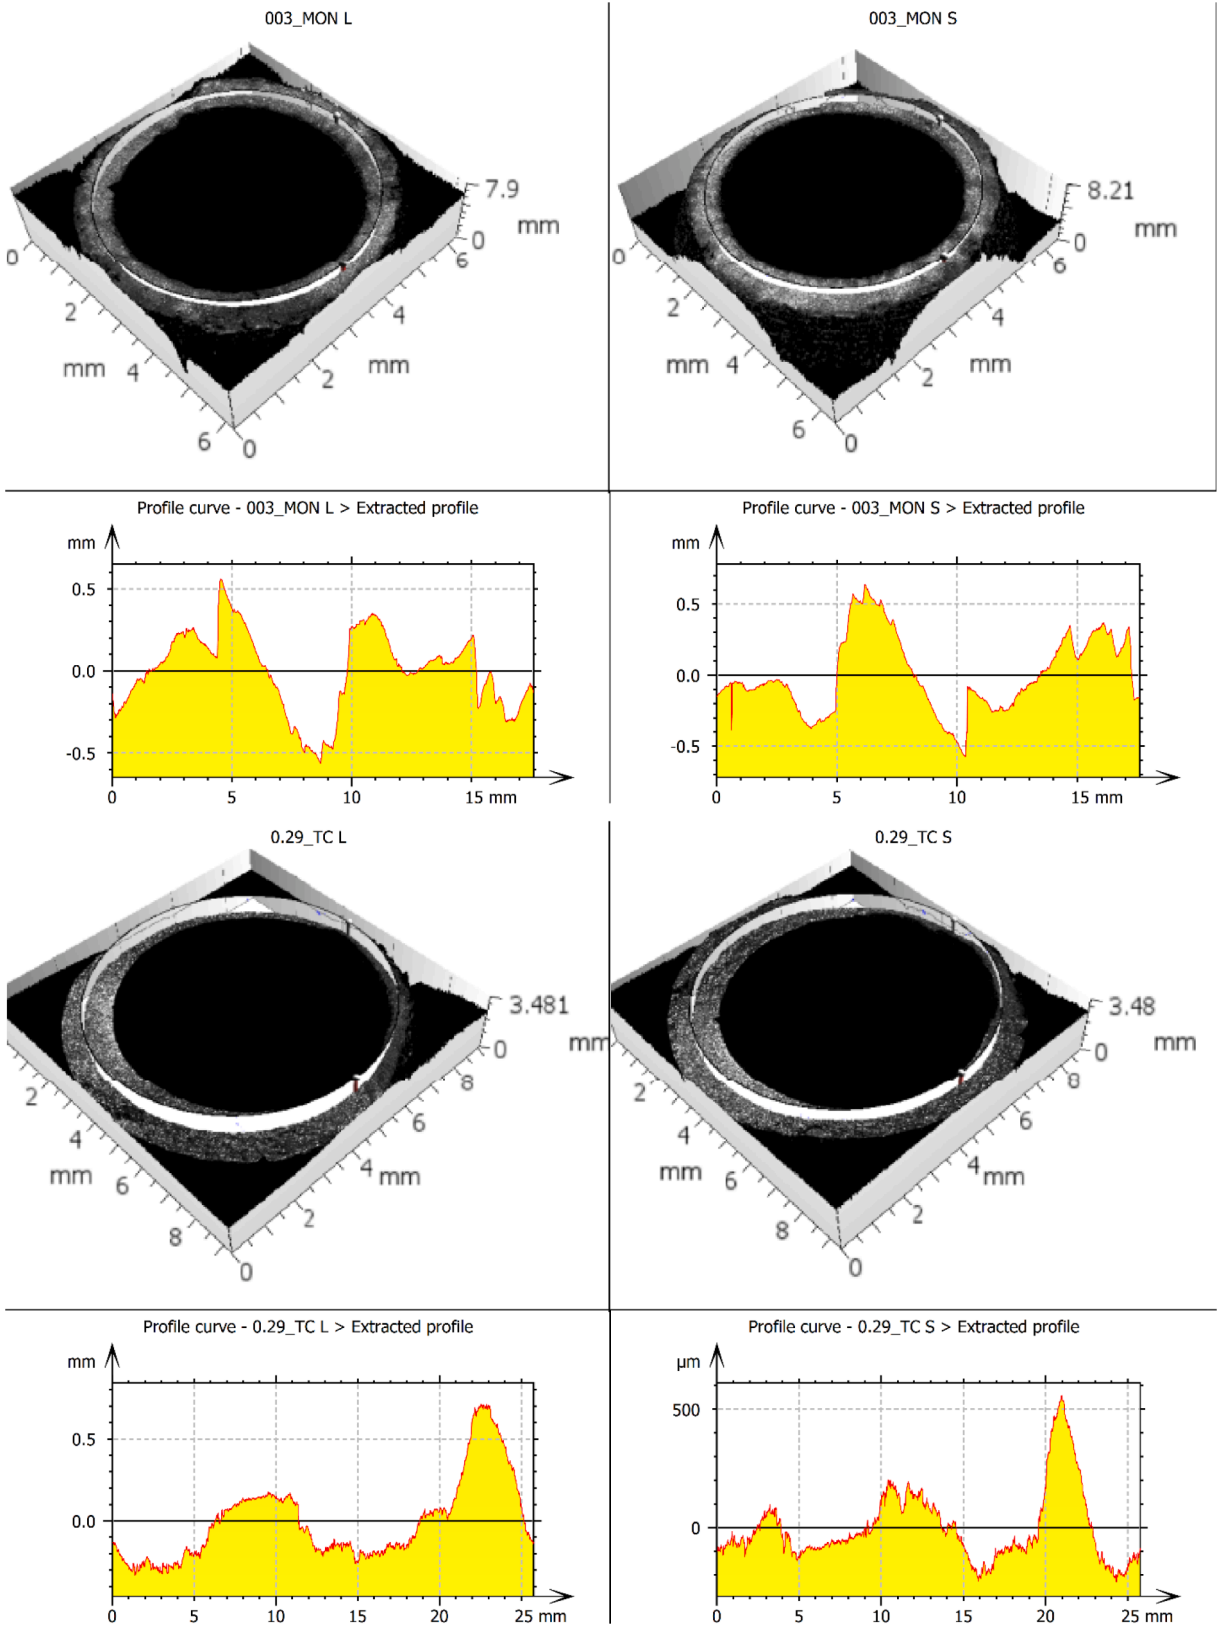 003_MON L
003_MON S
7.9
mm
0
6
4
2
0
0
2
mm
4
6
mm
8.21
mm
0
6
4
2
0
0
2
mm
4
6
mm
Profile curve - 003_MON L > Extracted profile
Profile curve - 003_MON S > Extracted profile
mm
0.5
0.0
-0.5
0
5
10
15 mm
mm
0.5
0.0
-0.5
0
5
10
15 mm
0.29_TC L
0.29_TC S
3.481
mm
0
8
6
4
mm
2
0
2
4
mm
6
8
3.48
mm
0
8
6
4
mm
2
0
2
4
mm
6
8
Profile curve - 0.29_TC L > Extracted profile
Profile curve - 0.29_TC S > Extracted profile
mm
0.5
0.0
0
5
10
15
20
25 mm
µm
500
0
0
5
10
15
20
25 mm